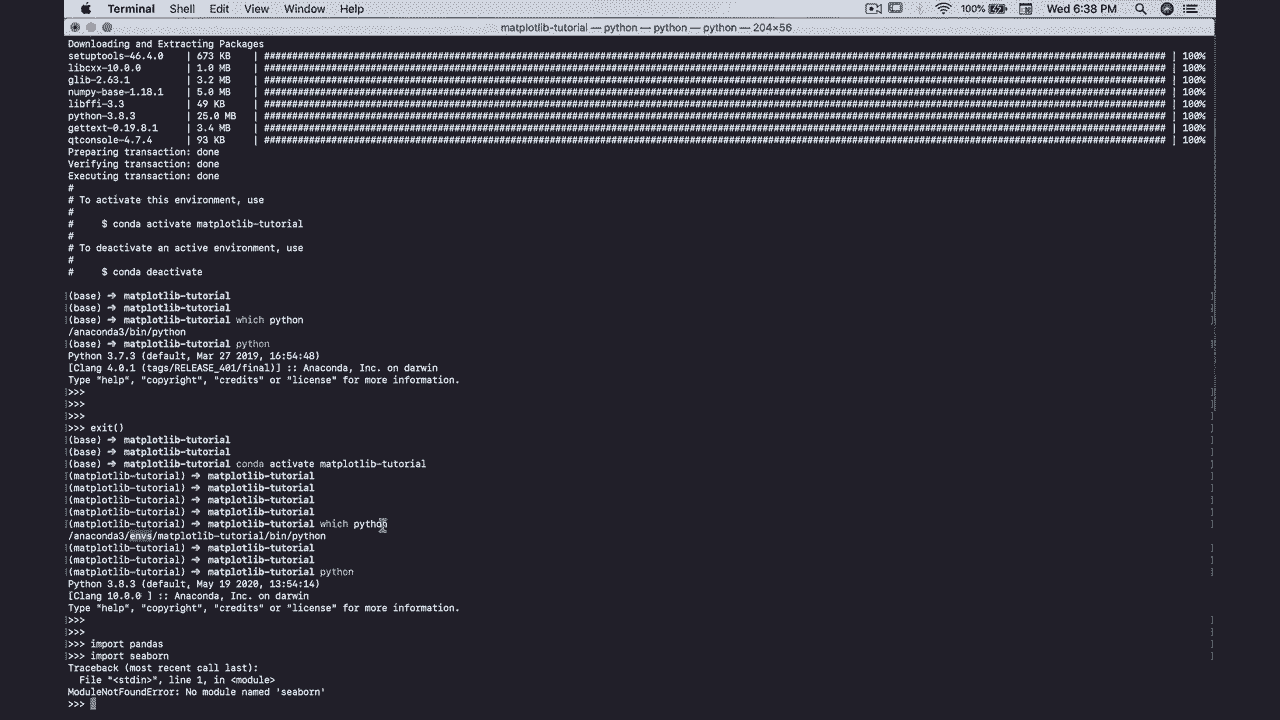 Terminal Shell Edit View Window Help 100% Wed 6:38 PM
matplotlib-tutorial — python — python — python — 204×56
Downloading and Extracting Packages
setuptools-46.4.0 | 673 KB | ################################################################################ | 100%
libcxx-10.0.0 | 1.0 MB | ################################################################################ | 100%
glib-2.63.1 | 3.2 MB | ################################################################################ | 100%
numpy-base-1.18.1 | 5.0 MB | ################################################################################ | 100%
libffi-3.3 | 49 KB | ################################################################################ | 100%
python-3.8.3 | 25.0 MB | ################################################################################ | 100%
gettext-0.19.8.1 | 3.4 MB | ################################################################################ | 100%
qtconsole-4.7.4 | 93 KB | ################################################################################ | 100%
Preparing transaction: done
Verifying transaction: done
Executing transaction: done
#
# To activate this environment, use
#
# $ conda activate matplotlib-tutorial
#
# To deactivate an active environment, use
#
# $ conda deactivate
[(base) ➔ matplotlib-tutorial ]
[(base) ➔ matplotlib-tutorial ]
[(base) ➔ matplotlib-tutorial which python ]
/anaconda3/bin/python
[(base) ➔ matplotlib-tutorial python ]
Python 3.7.3 (default, Mar 27 2019, 16:54:48)
[Clang 4.0.1 (tags/RELEASE_401/final)] :: Anaconda, Inc. on darwin
Type "help", "copyright", "credits" or "license" for more information.
[>>> ]
[>>> ]
[>>> ]
[>>> exit() ]
[(base) ➔ matplotlib-tutorial ]
[(base) ➔ matplotlib-tutorial ]
[(base) ➔ matplotlib-tutorial conda activate matplotlib-tutorial ]
[(matplotlib-tutorial) ➔ matplotlib-tutorial ]
[(matplotlib-tutorial) ➔ matplotlib-tutorial ]
[(matplotlib-tutorial) ➔ matplotlib-tutorial ]
[(matplotlib-tutorial) ➔ matplotlib-tutorial ]
[(matplotlib-tutorial) ➔ matplotlib-tutorial which python ]
/anaconda3/envs/matplotlib-tutorial/bin/python
[(matplotlib-tutorial) ➔ matplotlib-tutorial ]
[(matplotlib-tutorial) ➔ matplotlib-tutorial ]
[(matplotlib-tutorial) ➔ matplotlib-tutorial python ]
Python 3.8.3 (default, May 19 2020, 13:54:14)
[Clang 10.0.0 ] :: Anaconda, Inc. on darwin
Type "help", "copyright", "credits" or "license" for more information.
[>>> ]
[>>> ]
[>>> import pandas ]
[>>> import seaborn ]
Traceback (most recent call last):
File "<stdin>", line 1, in <module>
ModuleNotFoundError: No module named 'seaborn'
>>>